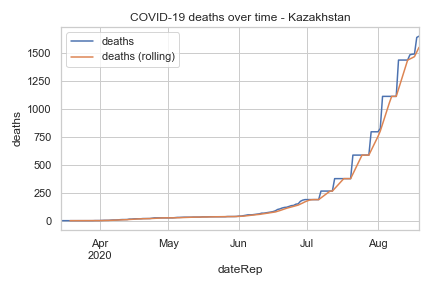 COVID-19 deaths over time - Kazakhstan
deaths
deaths (rolling)
1500
1250
1000
750
500
250
0
deaths
Apr
2020
May
Jun
Jul
Aug
dateRep